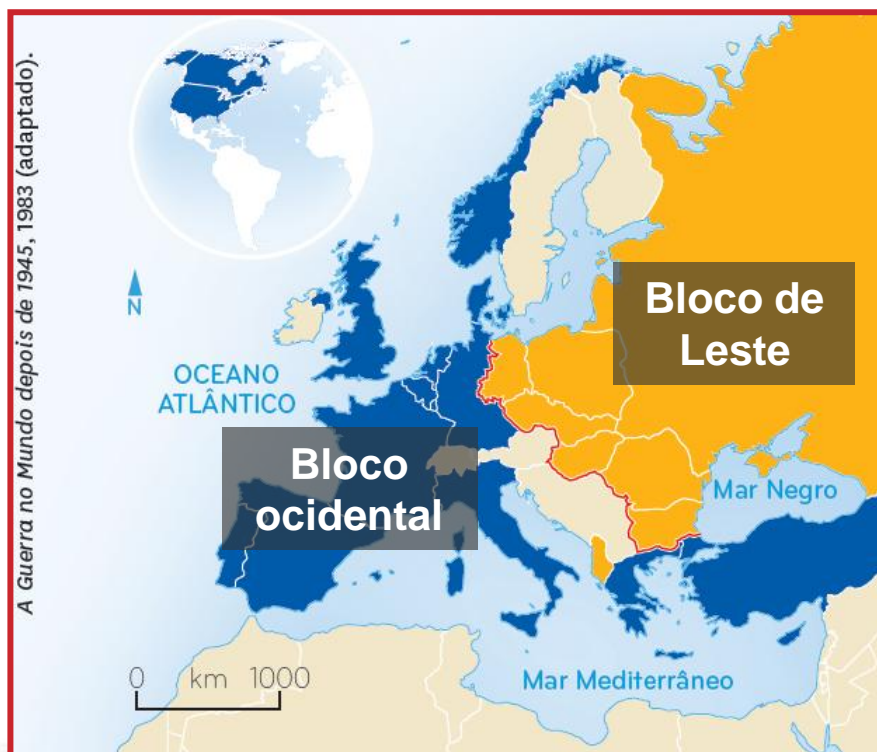 A Guerra no Mundo depois de 1945, 1983 (adaptado).
N
OCEANO
ATLÂNTICO
Bloco de
Leste
Bloco
ocidental
Mar Negro
0 km 1000
Mar Mediterrâneo